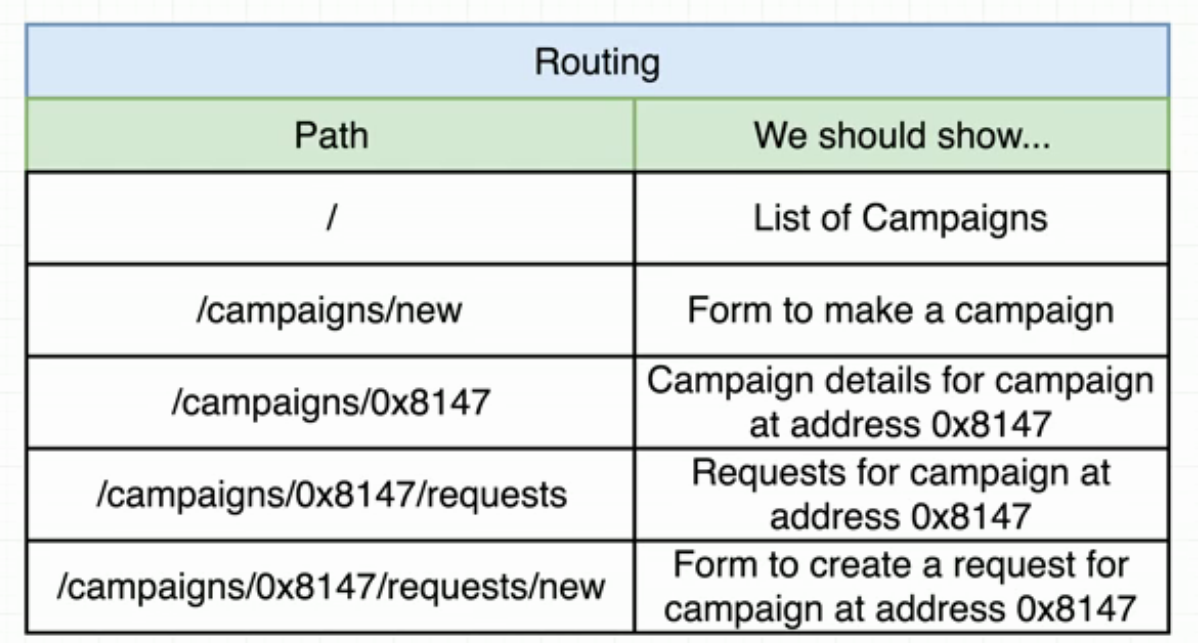 Routing
Path
We should show...
/
List of Campaigns
/campaigns/new
Form to make a campaign
/campaigns/0x8147
Campaign details for campaign
at address 0x8147
/campaigns/0x8147/requests
Requests for campaign at
address 0x8147
/campaigns/0x8147/requests/new
Form to create a request for
campaign at address 0x8147